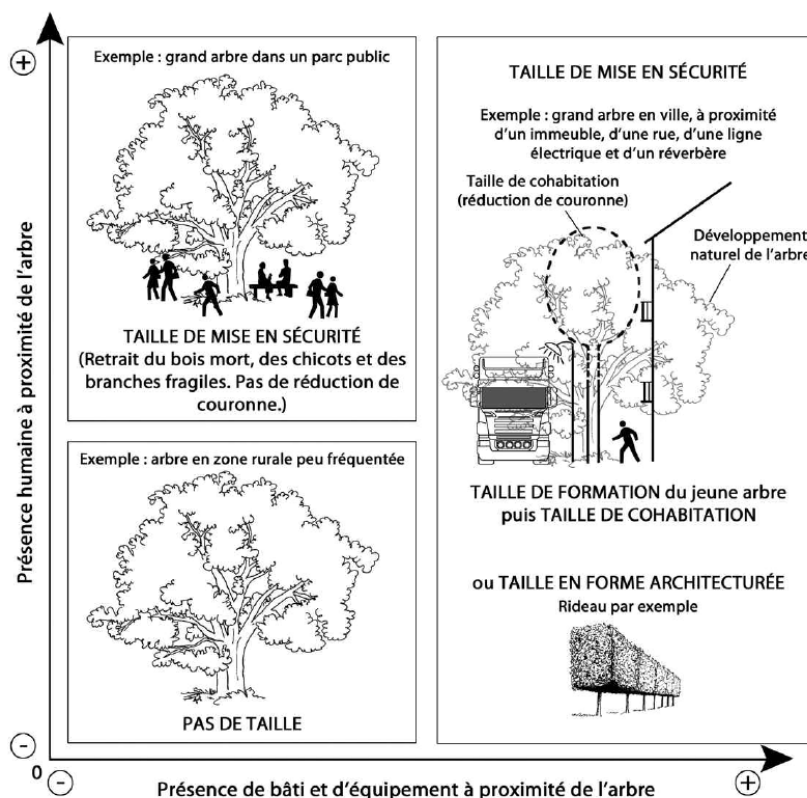 Exemple : grand arbre dans un parc public
TAILLE DE MISE EN SÉCURITÉ
(Retrait du bois mort, des chicots et des
branches fragiles. Pas de réduction de
couronne.)
Exemple : arbre en zone rurale peu fréquentée
PAS DE TAILLE
TAILLE DE MISE EN SÉCURITÉ
Exemple : grand arbre en ville, à proximité
d’un immeuble, d’une rue, d’une ligne
électrique et d’un réverbère
Taille de cohabitation
(réduction de couronne)
Développement
naturel de l’arbre
TAILLE DE FORMATION du jeune arbre
puis TAILLE DE COHABITATION
ou TAILLE EN FORME ARCHITECTURÉE
Rideau par exemple
Présence humaine à proximité de l’arbre
+
-
0
-
Présence de bâti et d’équipement à proximité de l’arbre
+